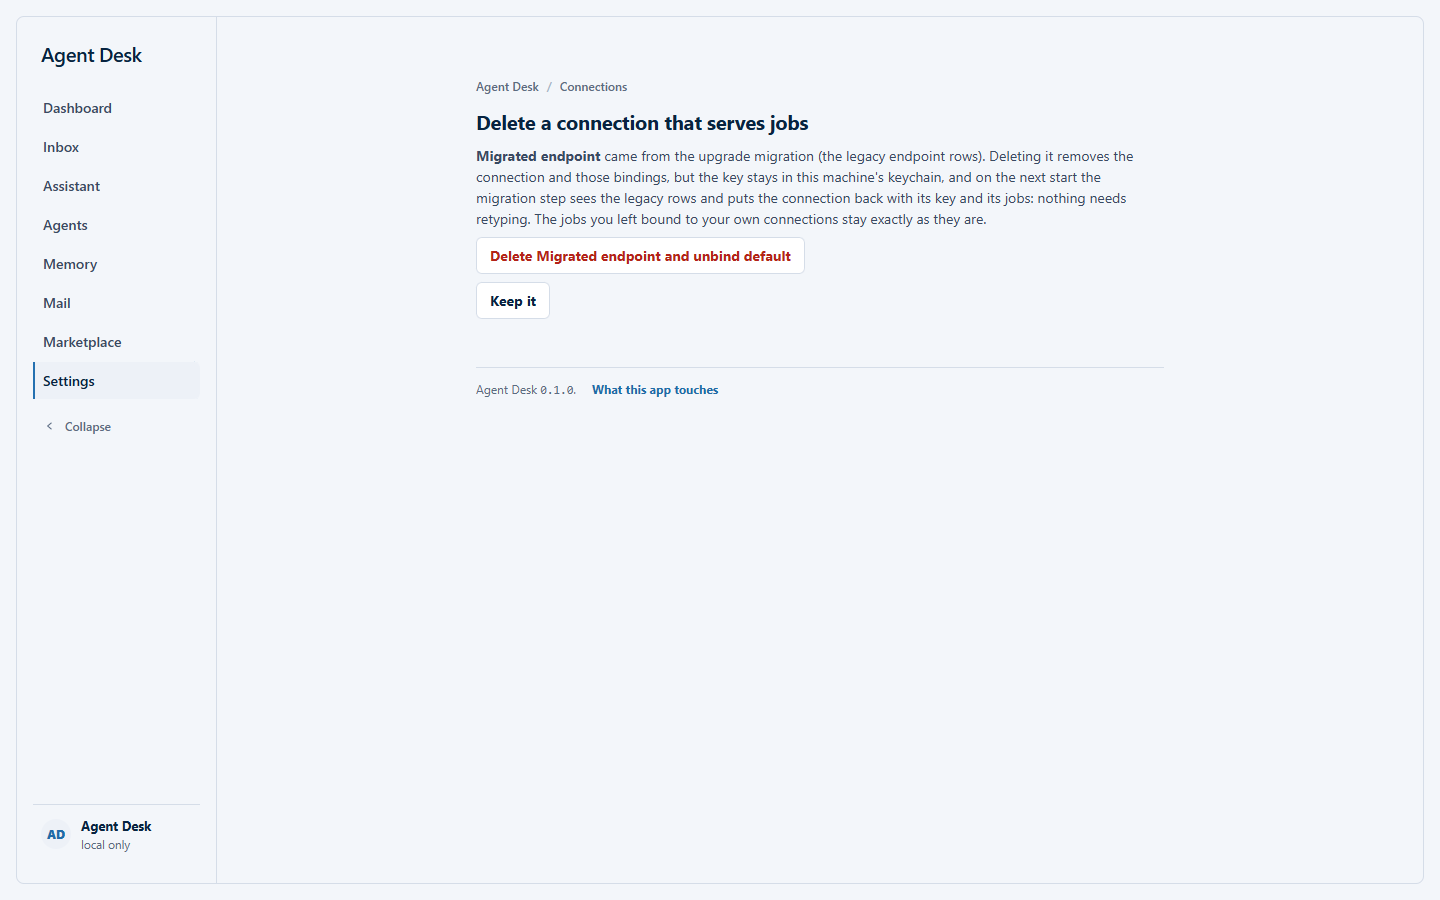 Agent Desk
Dashboard
Inbox
Assistant
Agents
Memory
Mail
Marketplace
Settings
Collapse
AD
Agent Desk
local only
Agent Desk / Connections
Delete a connection that serves jobs
Migrated endpoint came from the upgrade migration (the legacy endpoint rows). Deleting it removes the
connection and those bindings, but the key stays in this machine's keychain, and on the next start the
migration step sees the legacy rows and puts the connection back with its key and its jobs: nothing needs
retyping. The jobs you left bound to your own connections stay exactly as they are.
Delete Migrated endpoint and unbind default
Keep it
Agent Desk 0.1.0. What this app touches